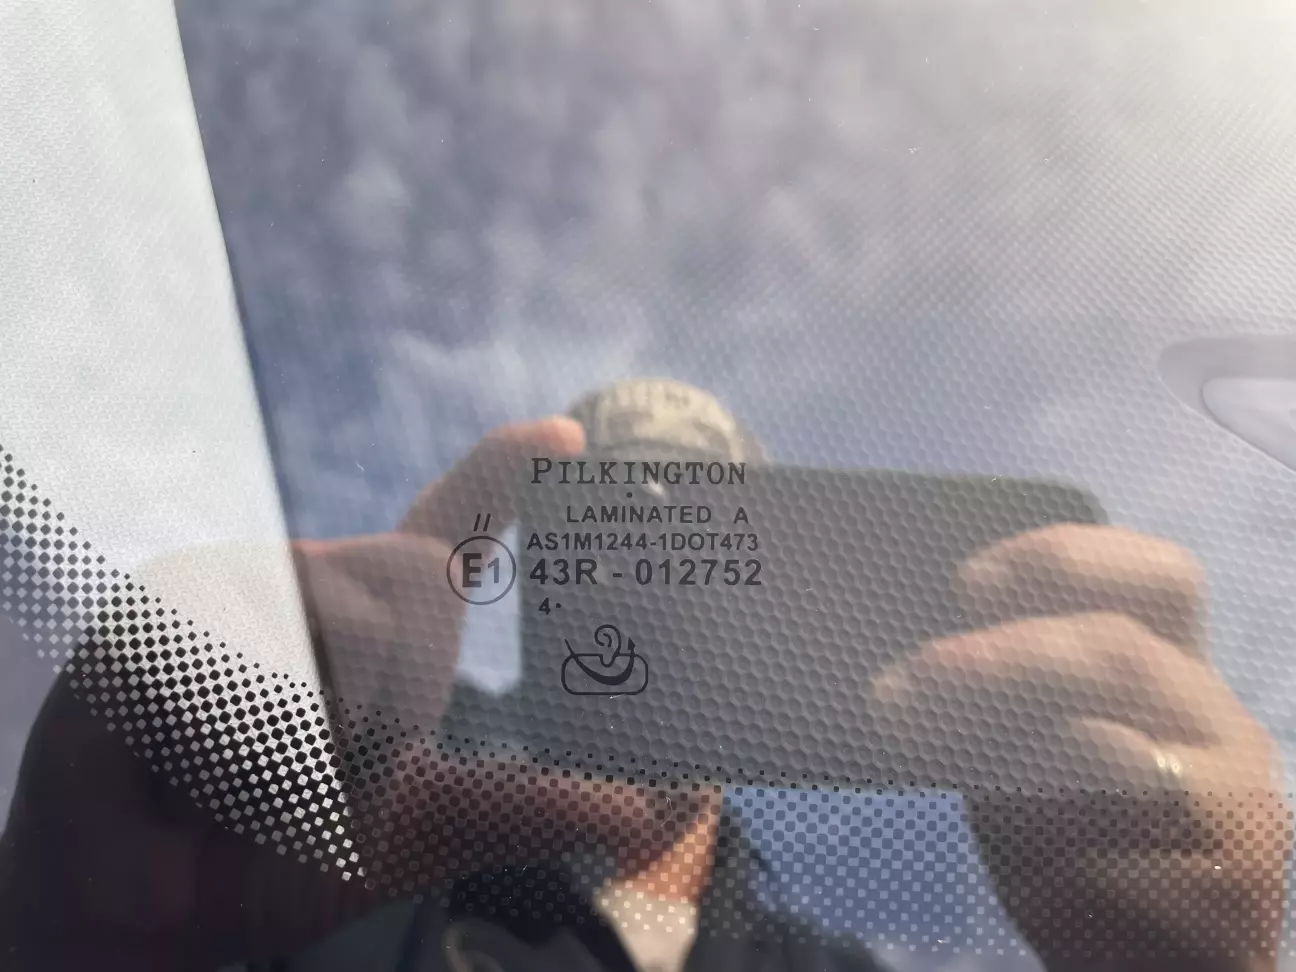 PILKINGTON
LAMINATED A
//
AS1M1244-1DOT473
E1 43R - 012752
4·